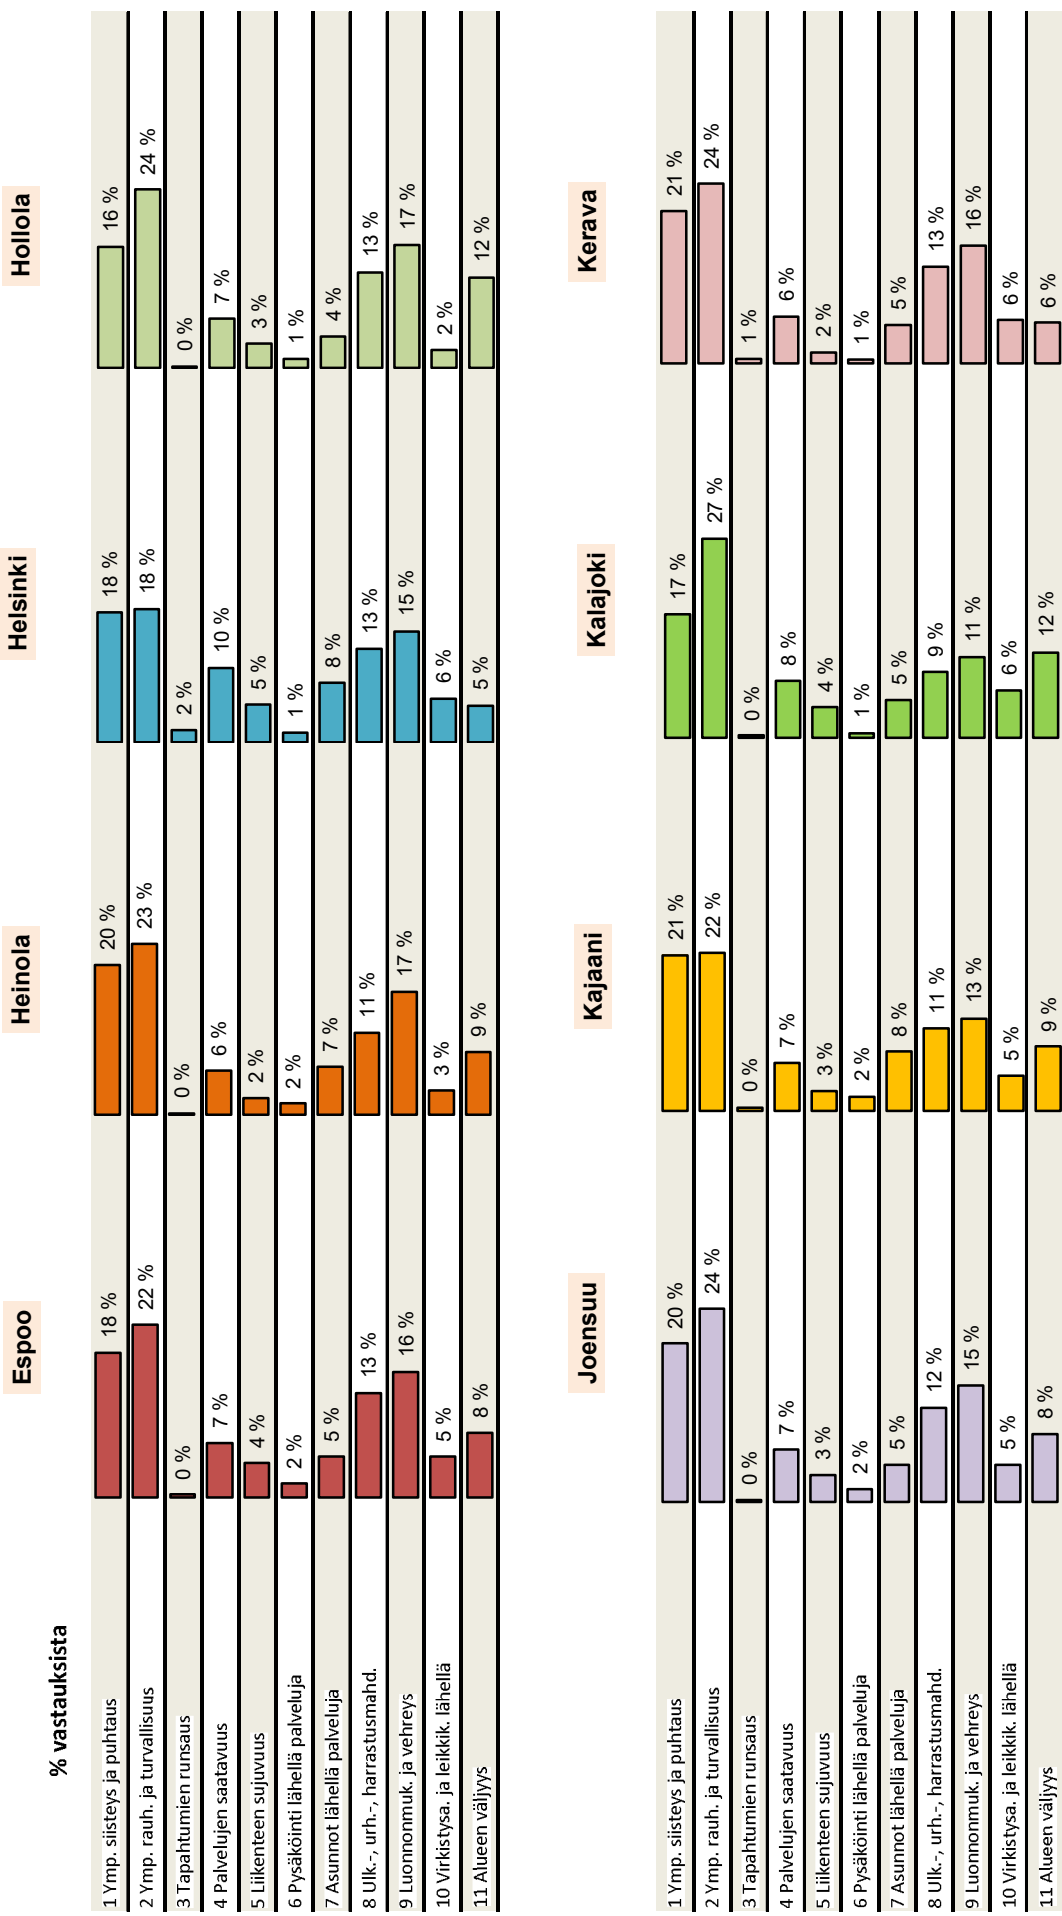 % vastauksista
Espoo Heinola Helsinki Hollola
1 Ymp. siisteys ja puhtaus 18 % 20 % 18 % 16 %
2 Ymp. rauh. ja turvallisuus 22 % 23 % 18 % 24 %
3 Tapahtumien runsaus 0 % 0 % 2 % 0 %
4 Palvelujen saatavuus 7 % 6 % 10 % 7 %
5 Liikenteen sujuvuus 4 % 2 % 5 % 3 %
6 Pysäköinti lähellä palveluja 2 % 2 % 1 % 1 %
7 Asunnot lähellä palveluja 5 % 7 % 8 % 4 %
8 Ulk.-, urh.-, harrastusmahd. 13 % 11 % 13 % 13 %
9 Luonnonmuk. ja vehreys 16 % 17 % 15 % 17 %
10 Virkistysa. ja leikkik. lähellä 5 % 3 % 6 % 2 %
11 Alueen väljyys 8 % 9 % 5 % 12 %
Joensuu Kajaani Kalajoki Kerava
1 Ymp. siisteys ja puhtaus 20 % 21 % 17 % 21 %
2 Ymp. rauh. ja turvallisuus 24 % 22 % 27 % 24 %
3 Tapahtumien runsaus 0 % 0 % 0 % 1 %
4 Palvelujen saatavuus 7 % 7 % 8 % 6 %
5 Liikenteen sujuvuus 3 % 3 % 4 % 2 %
6 Pysäköinti lähellä palveluja 2 % 2 % 1 % 1 %
7 Asunnot lähellä palveluja 5 % 8 % 5 % 5 %
8 Ulk.-, urh.-, harrastusmahd. 12 % 11 % 9 % 13 %
9 Luonnonmuk. ja vehreys 15 % 13 % 11 % 16 %
10 Virkistysa. ja leikkik. lähellä 5 % 5 % 6 % 6 %
11 Alueen väljyys 8 % 9 % 12 % 6 %